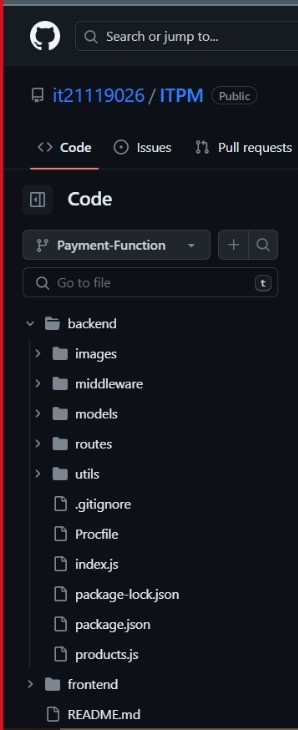 Search or jump to...
it21119026 / ITPM Public
Code Issues Pull requests
Code
Payment-Function
Go to file t
backend
images
middleware
models
routes
utils
.gitignore
Procfile
index.js
package-lock.json
package.json
products.js
frontend
README.md